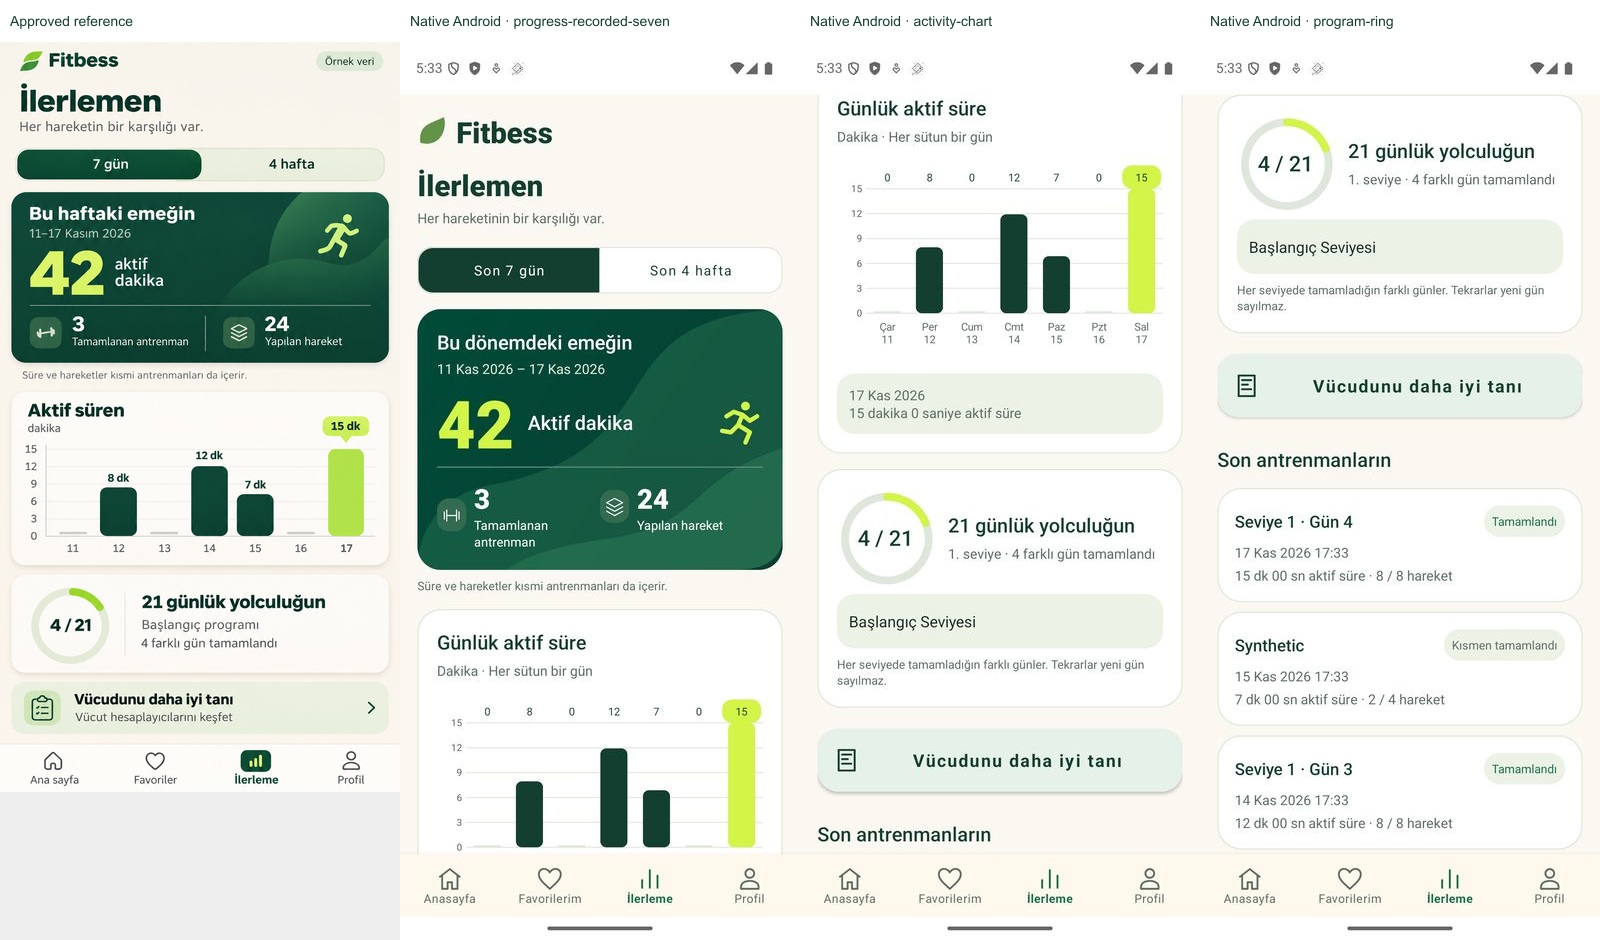 Approved reference
Fitbess
Örnek veri
İlerlemen
Her hareketin bir karşılığı var.
7 gün
4 hafta
Bu haftaki emeğin
11–17 Kasım 2026
42 aktif dakika
3
Tamamlanan antrenman
24
Yapılan hareket
Süre ve hareketler kısmi antrenmanları da içerir.
Aktif süren
dakika
15 dk
12 dk
8 dk
7 dk
15
12
9
6
3
0
11 12 13 14 15 16 17
4 / 21
21 günlük yolculuğun
Başlangıç programı
4 farklı gün tamamlandı
Vücudunu daha iyi tanı
Vücut hesaplayıcılarını keşfet
Ana sayfa
Favoriler
İlerleme
Profil
Native Android · progress-recorded-seven
5:33
Fitbess
İlerlemen
Her hareketinin bir karşılığı var.
Son 7 gün
Son 4 hafta
Bu dönemdeki emeğin
11 Kas 2026 – 17 Kas 2026
42 Aktif dakika
3
Tamamlanan
antrenman
24
Yapılan hareket
Süre ve hareketler kısmi antrenmanları da içerir.
Günlük aktif süre
Dakika · Her sütun bir gün
0 8 0 12 7 0 15
15
12
9
6
3
0
Anasayfa
Favorilerim
İlerleme
Profil
Native Android · activity-chart
5:33
Günlük aktif süre
Dakika · Her sütun bir gün
0 8 0 12 7 0 15
15
12
9
6
3
0
Çar Per Cum Cmt Paz Pzt Sal
11 12 13 14 15 16 17
17 Kas 2026
15 dakika 0 saniye aktif süre
4 / 21
21 günlük yolculuğun
1. seviye · 4 farklı gün tamamlandı
Başlangıç Seviyesi
Her seviyede tamamladığın farklı günler. Tekrarlar yeni gün
sayılmaz.
Vücudunu daha iyi tanı
Son antrenmanların
Anasayfa
Favorilerim
İlerleme
Profil
Native Android · program-ring
5:33
4 / 21
21 günlük yolculuğun
1. seviye · 4 farklı gün tamamlandı
Başlangıç Seviyesi
Her seviyede tamamladığın farklı günler. Tekrarlar yeni gün
sayılmaz.
Vücudunu daha iyi tanı
Son antrenmanların
Seviye 1 · Gün 4
Tamamlandı
17 Kas 2026 17:33
15 dk 00 sn aktif süre · 8 / 8 hareket
Synthetic
Kısmen tamamlandı
15 Kas 2026 17:33
7 dk 00 sn aktif süre · 2 / 4 hareket
Seviye 1 · Gün 3
Tamamlandı
14 Kas 2026 17:33
12 dk 00 sn aktif süre · 8 / 8 hareket
Anasayfa
Favorilerim
İlerleme
Profil